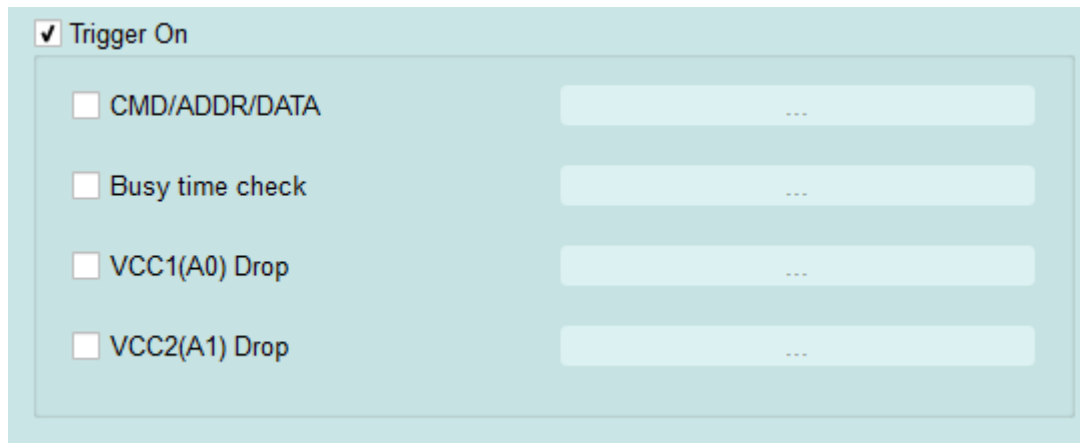 Trigger On
CMD/ADDR/DATA ...
Busy time check ...
VCC1(A0) Drop ...
VCC2(A1) Drop ...